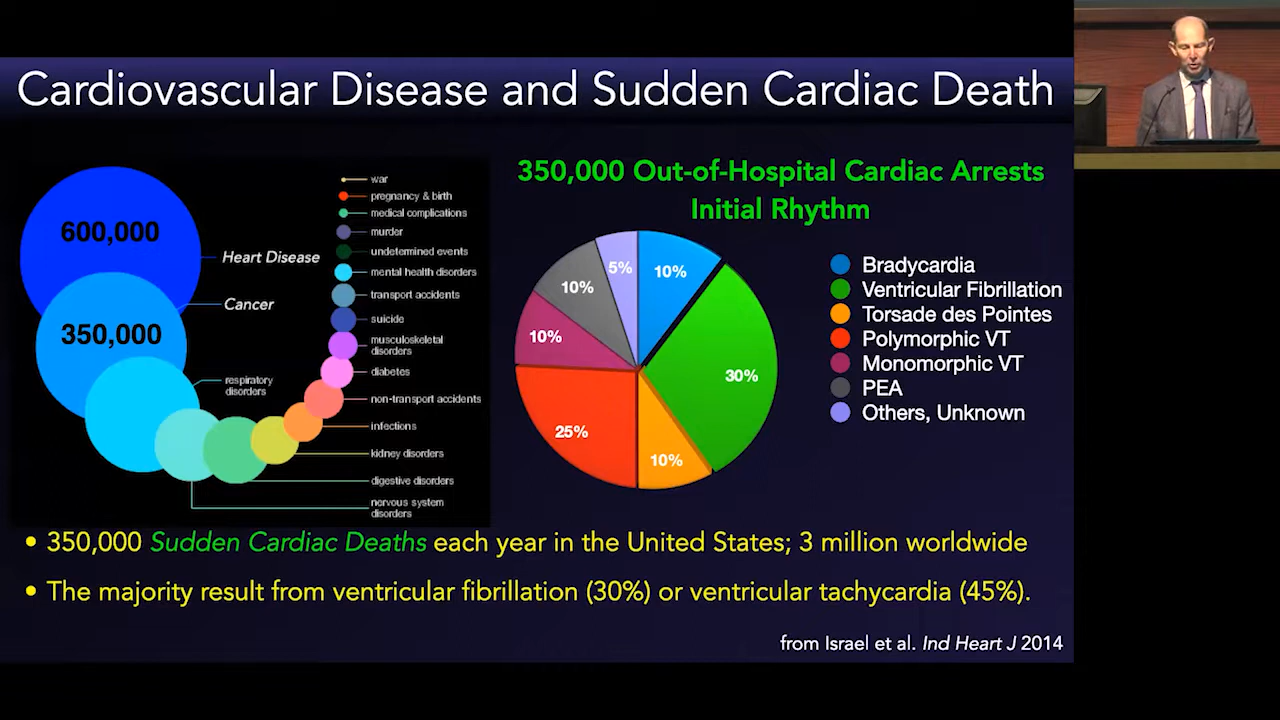 Cardiovascular Disease and Sudden Cardiac Death
600,000
Heart Disease
350,000
Cancer
respiratory
disorders
war
pregnancy & birth
medical complications
murder
undetermined events
mental health disorders
transport accidents
suicide
musculoskeletal
disorders
diabetes
non-transport accidents
infections
kidney disorders
digestive disorders
nervous system
disorders
350,000 Out-of-Hospital Cardiac Arrests
Initial Rhythm
5%
10%
10%
10%
30%
25%
10%
Bradycardia
Ventricular Fibrillation
Torsade des Pointes
Polymorphic VT
Monomorphic VT
PEA
Others, Unknown
• 350,000 Sudden Cardiac Deaths each year in the United States; 3 million worldwide
• The majority result from ventricular fibrillation (30%) or ventricular tachycardia (45%).
from Israel et al. Ind Heart J 2014